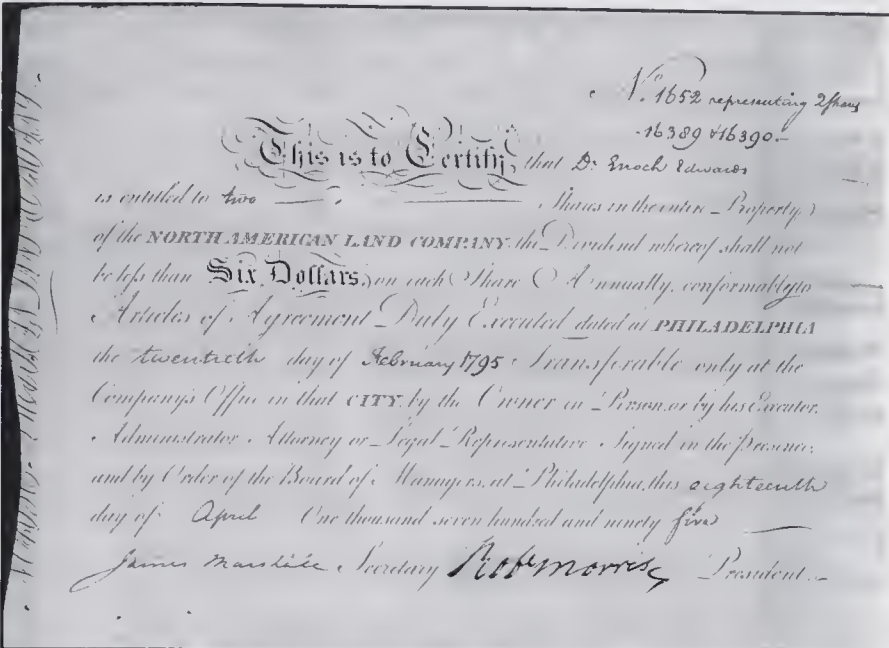 No. 1652 representing 2 Shares
16389 & 16390.—
This is to Certify, that Dr. Enoch Edwards
is entitled to two Shares in the entire Property
of the NORTH AMERICAN LAND COMPANY, the Dividend whereof shall not
be less than Six Dollars, on each Share Annually, conformably to
Articles of Agreement Duly Executed dated at PHILADELPHIA
the twentieth day of February 1795 Transferable only at the
Company's Office in that CITY, by the Owner in Person, or by his Executor,
Administrator Attorney or Legal Representative Signed in the presence,
and by Order of the Board of Managers, at Philadelphia, this eighteenth
day of April One thousand seven hundred and ninety five
James Marshall Secretary Robt Morris President